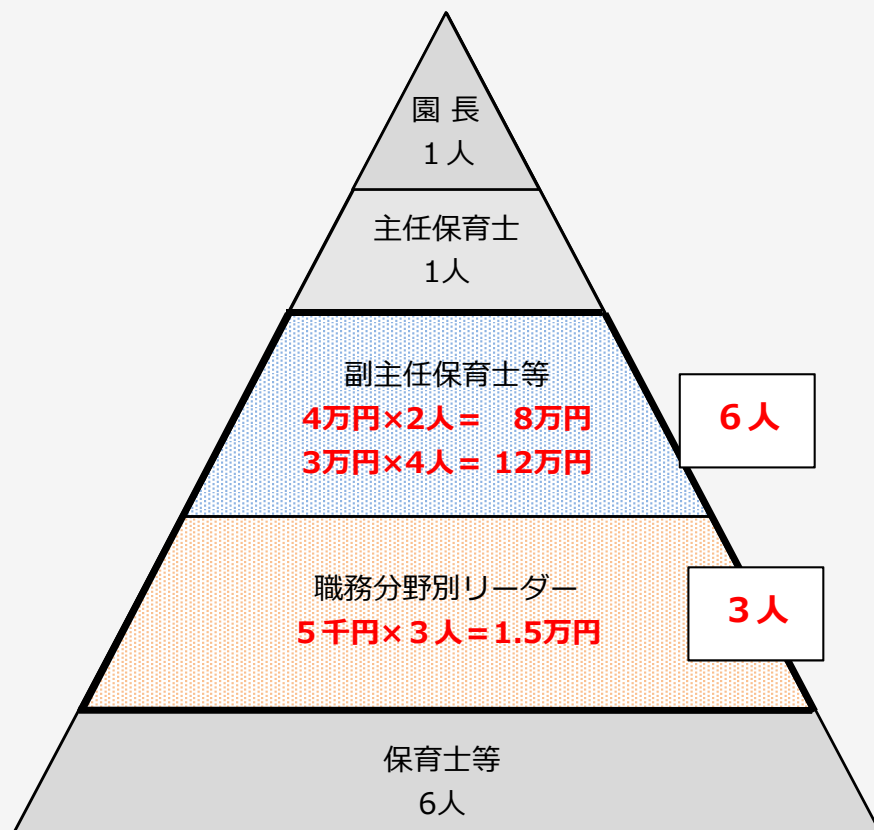 園 長
１人
主任保育士
1人
副主任保育士等
4万円×2人＝　8万円
3万円×4人＝ 12万円
６人
職務分野別リーダー
５千円×３人＝1.5万円
３人
保育士等
6人